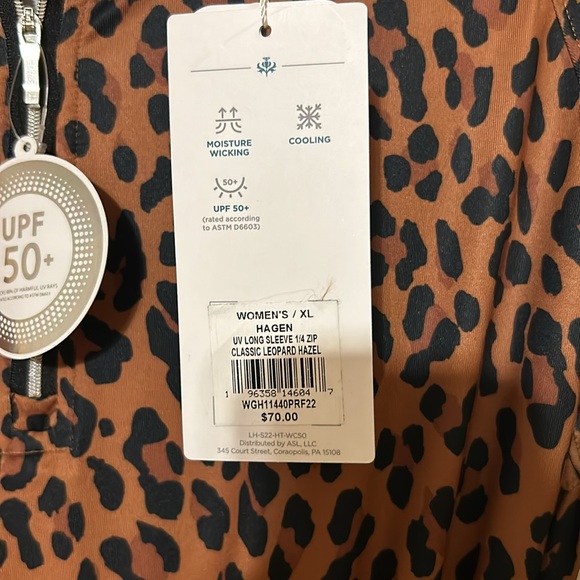 MOISTURE
WICKING
COOLING
50+
UPF 50+
(rated according
to ASTM D6603)
UPF
50+
WOMEN'S / XL
HAGEN
UV LONG SLEEVE 1/4 ZIP
CLASSIC LEOPARD HAZEL
1 96358 14604 7
WGH11440PRF22
$70.00
LH-S22-HT-WC50
Distributed by ASL, LLC
345 Court Street, Coraopolis, PA 15108